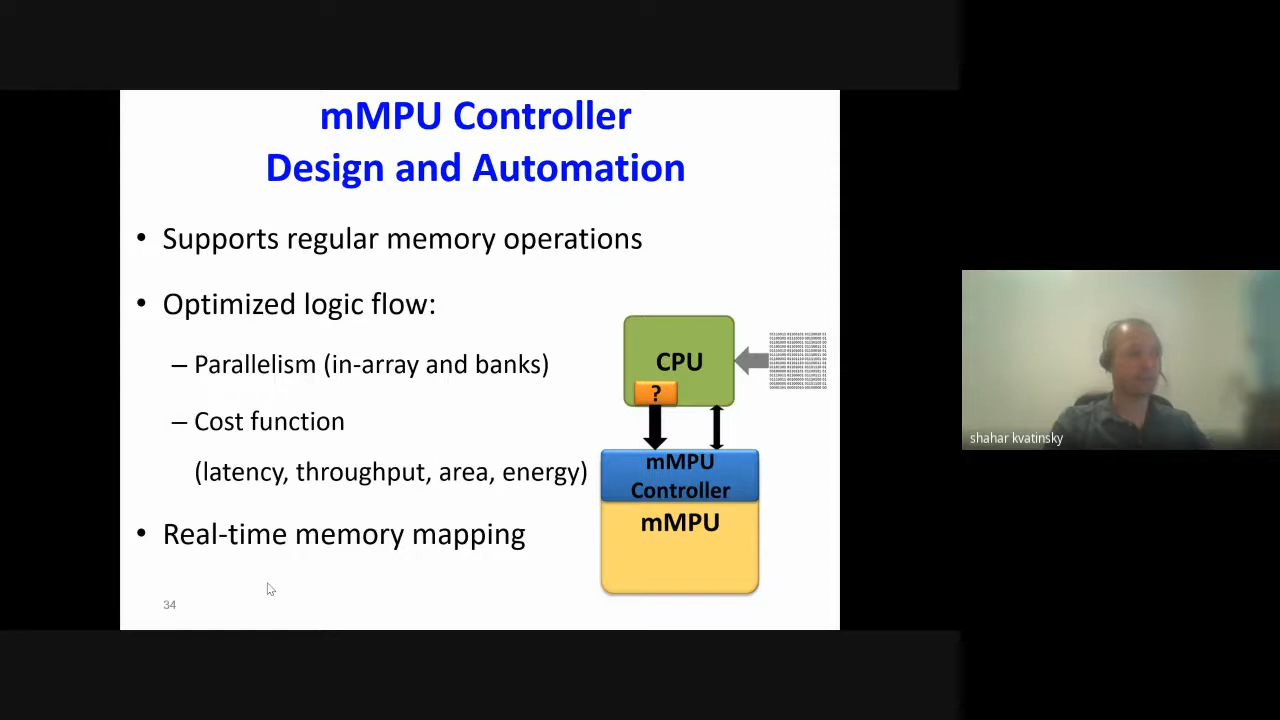 mMPU Controller
Design and Automation
• Supports regular memory operations
• Optimized logic flow:
– Parallelism (in-array and banks)
– Cost function
(latency, throughput, area, energy)
• Real-time memory mapping
34
CPU
?
mMPU
Controller
mMPU
shahar kvatinsky